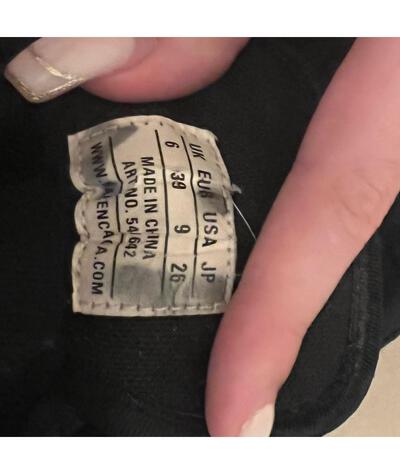 UK EUR USA JP
6 39 9 26
MADE IN CHINA
ART NO.